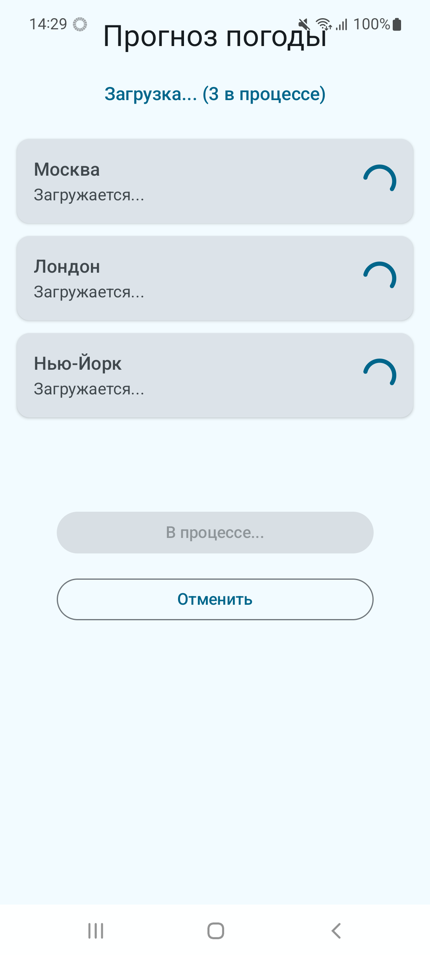 14:29
100%
Прогноз погоды
Загрузка... (3 в процессе)
Москва
Загружается...
Лондон
Загружается...
Нью-Йорк
Загружается...
В процессе...
Отменить